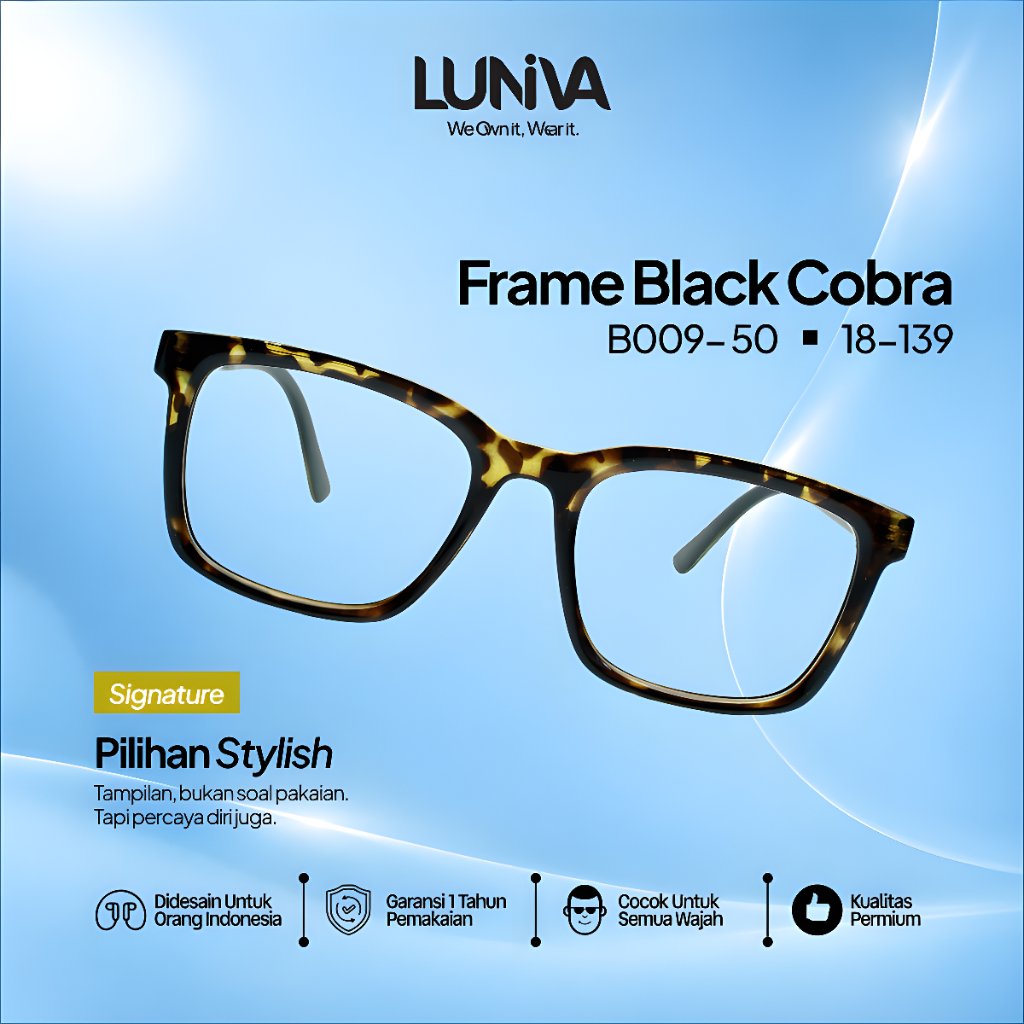 LUNiVA
We Own it, Wear it.
Frame Black Cobra
B009-50 ▪ 18-139
Signature
Pilihan Stylish
Tampilan, bukan soal pakaian.
Tapi percaya diri juga.
Didesain Untuk
Orang Indonesia
Garansi 1 Tahun
Pemakaian
Cocok Untuk
Semua Wajah
Kualitas
Permium